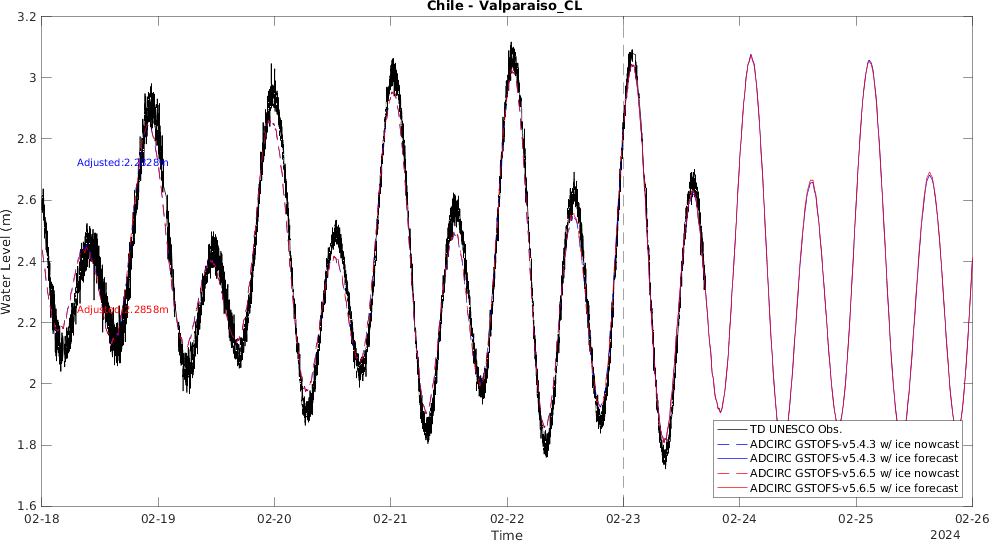 Chile - Valparaiso_CL
3.2
3
2.8
2.6
2.4
2.2
2
1.8
1.6
Water Level (m)
Adjusted:2.2328m
Adjusted:2.2858m
TD UNESCO Obs.
ADCIRC GSTOFS-v5.4.3 w/ ice nowcast
ADCIRC GSTOFS-v5.4.3 w/ ice forecast
ADCIRC GSTOFS-v5.6.5 w/ ice nowcast
ADCIRC GSTOFS-v5.6.5 w/ ice forecast
02-18 02-19 02-20 02-21 02-22 02-23 02-24 02-25 02-26
Time
2024